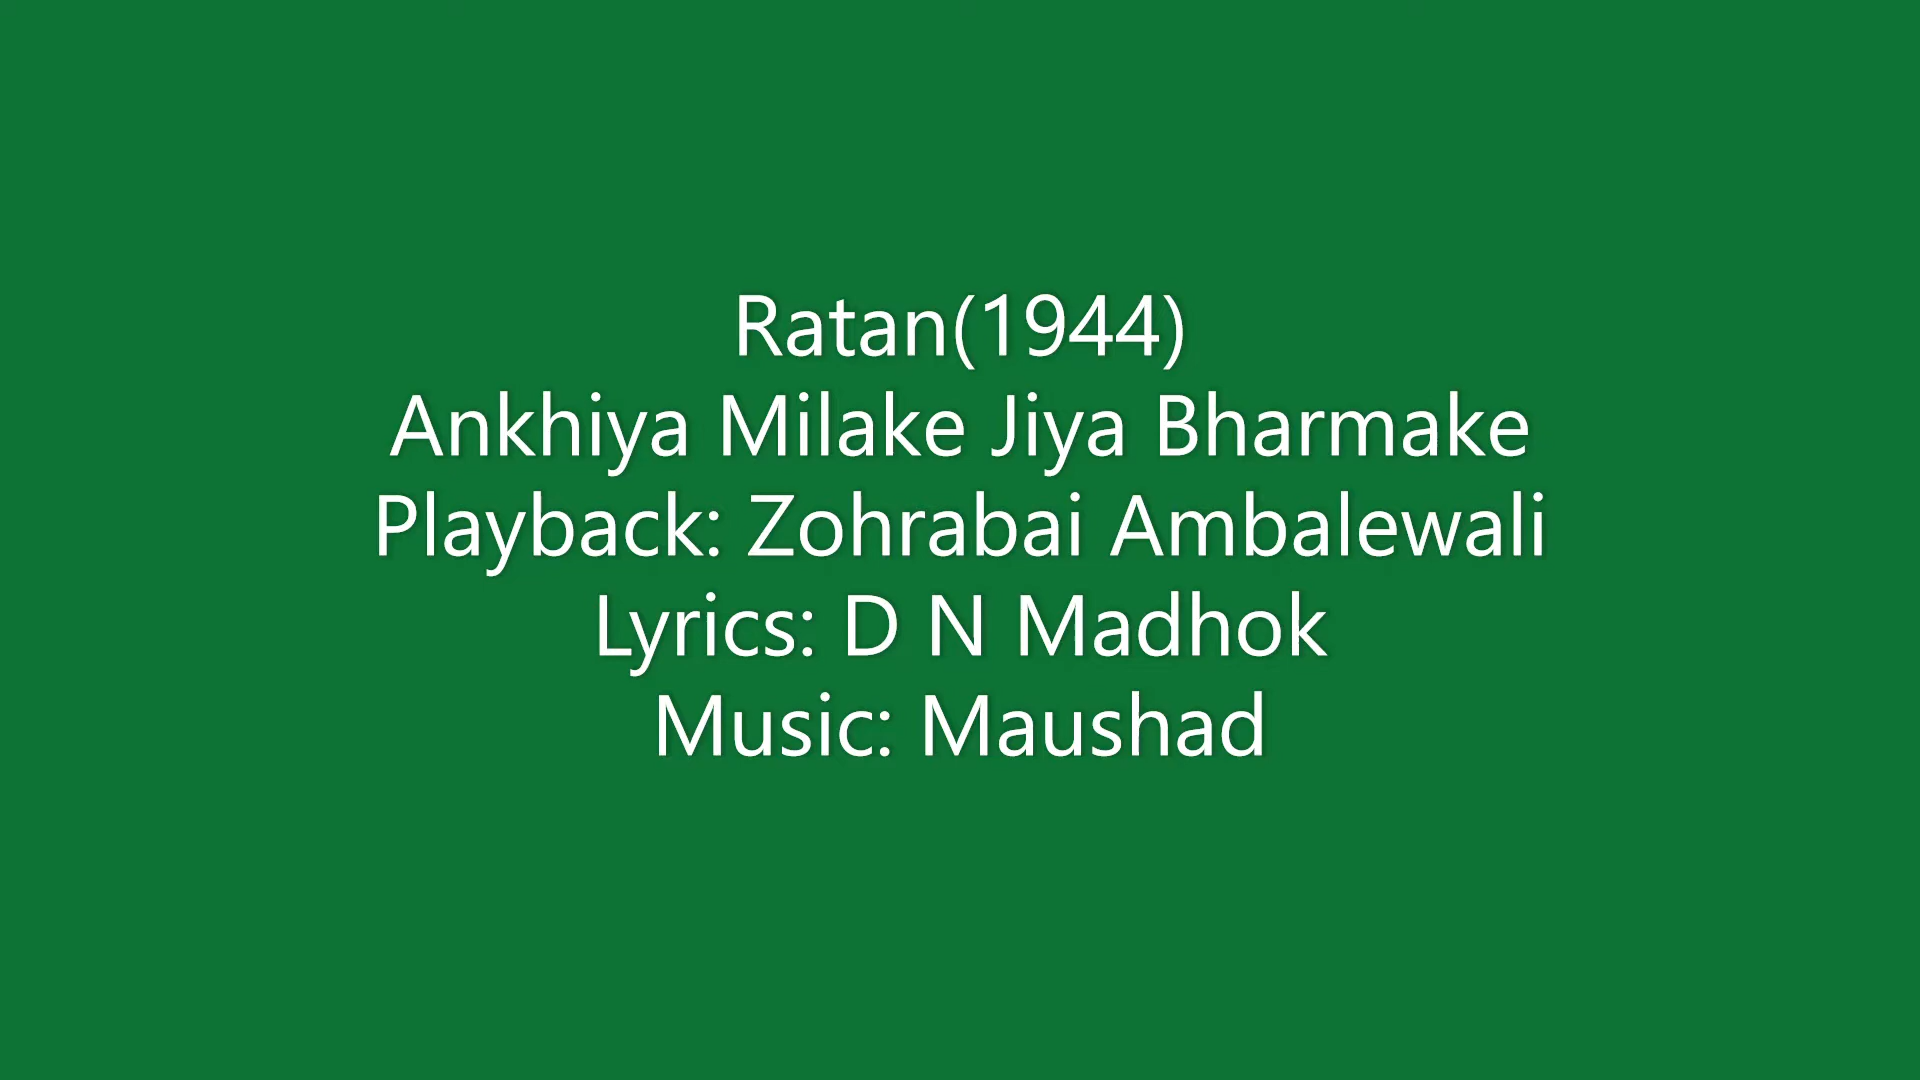 Ratan(1944)
Ankhiya Milake Jiya Bharmake
Playback: Zohrabai Ambalewali
Lyrics: D N Madhok
Music: Maushad